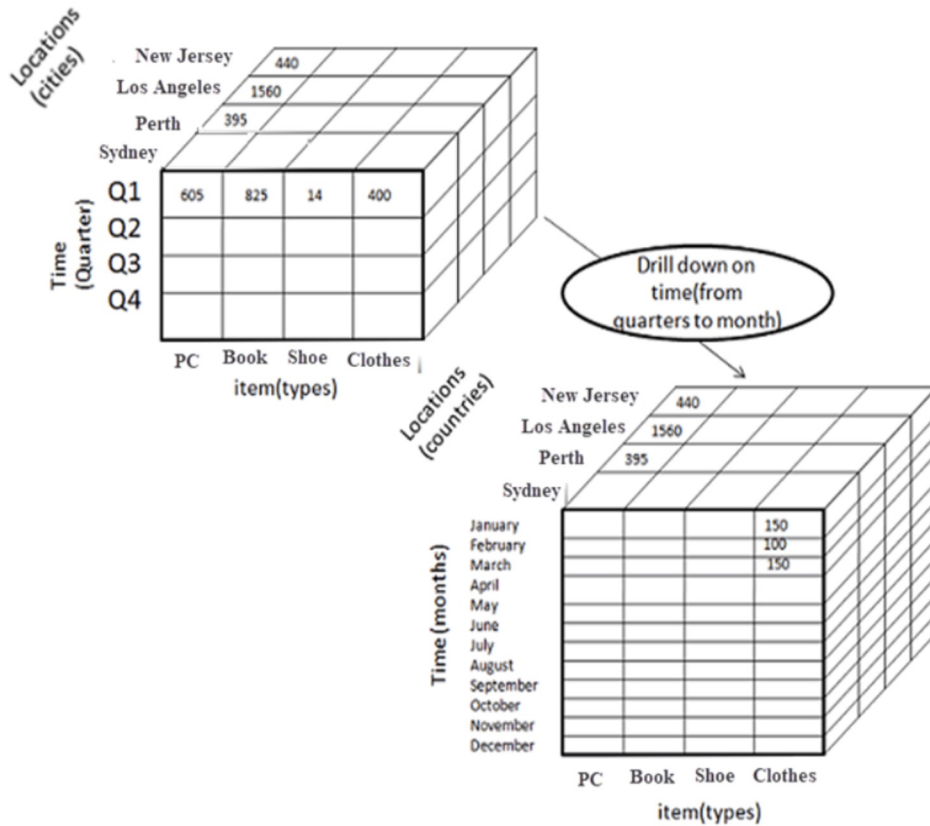 Locations
(cities)
New Jersey
Los Angeles
Perth
Sydney
440
1560
395
Time
(Quarter)
Q1
Q2
Q3
Q4
605 825 14 400
PC Book Shoe Clothes
item(types)
Drill down on
time(from
quarters to month)
Locations
(countries)
New Jersey
Los Angeles
Perth
Sydney
440
1560
395
Time (months)
January
February
March
April
May
June
July
August
September
October
November
December
150
100
150
PC Book Shoe Clothes
item(types)